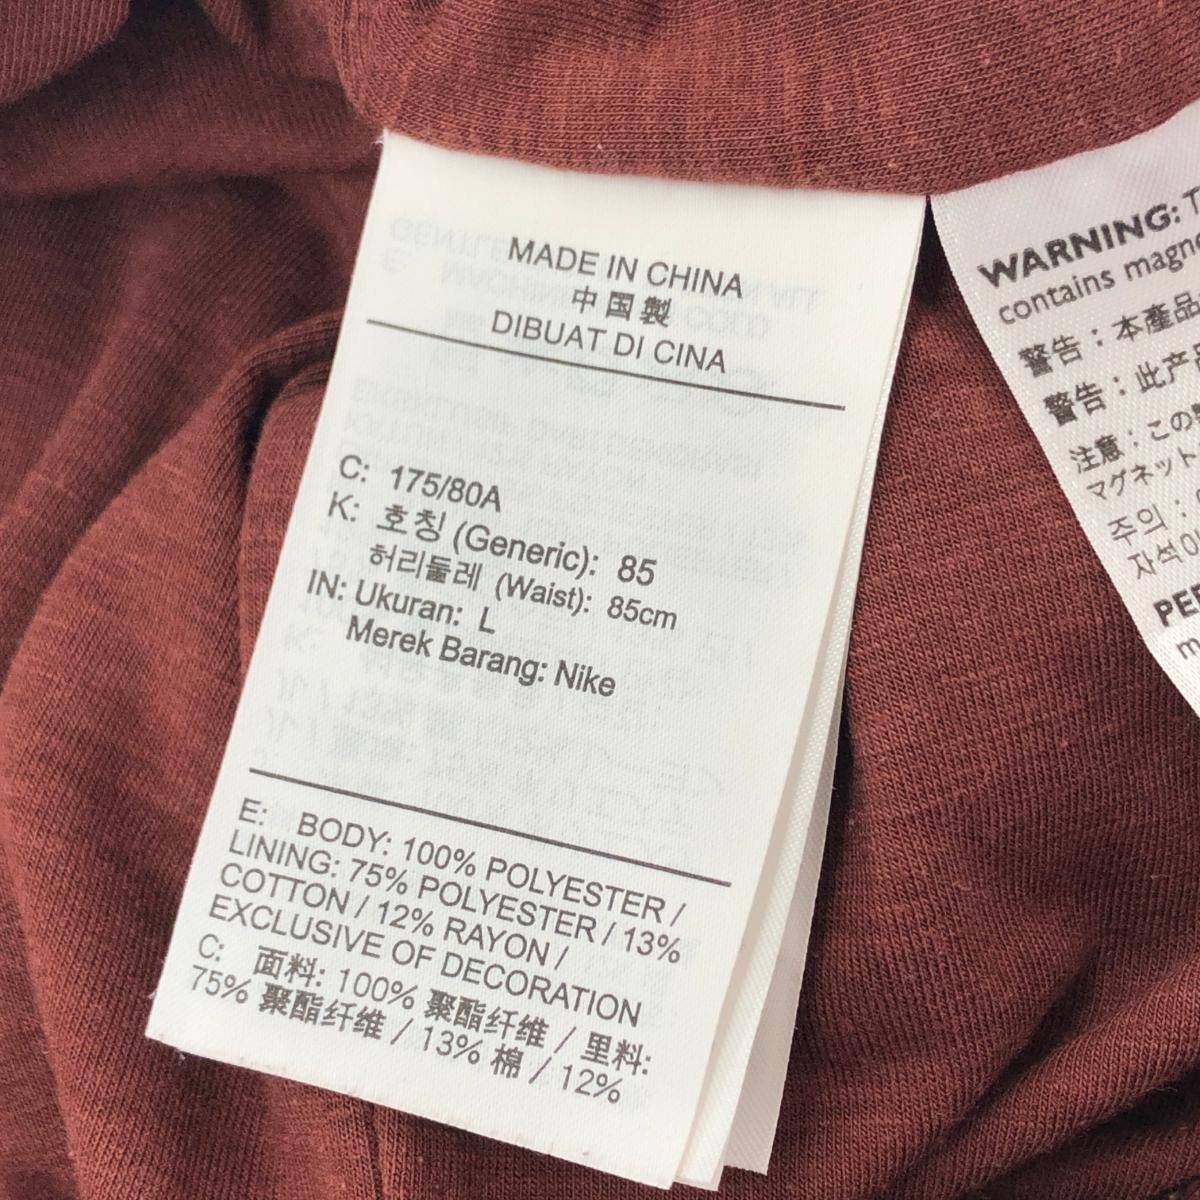 MADE IN CHINA
中国製
DIBUAT DI CINA
C: 175/80A
K: 호칭 (Generic): 85
허리둘레 (Waist): 85cm
IN: Ukuran: L
Merek Barang: Nike
E: BODY: 100% POLYESTER /
LINING: 75% POLYESTER / 13%
COTTON / 12% RAYON /
EXCLUSIVE OF DECORATION
C: 面料: 100% 聚酯纤维 / 里料:
75% 聚酯纤维 / 13% 棉 / 12%
WARNING: T
contains magne
警告：本產品
警告：此产
注意：この
マグネット
주의 :
자석이
PE
m